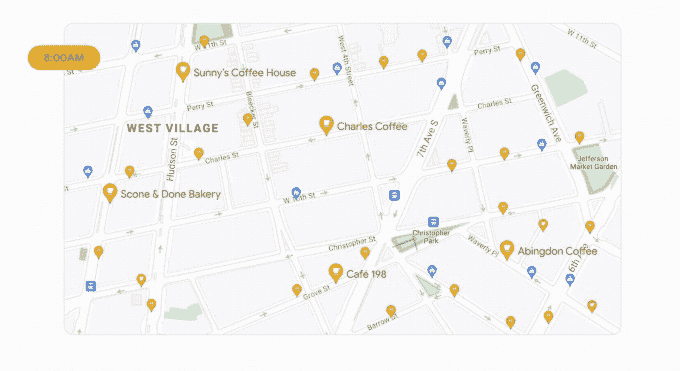 8:00AM
W 11th St
W 11th St
Perry St
Sunny's Coffee House
West 4th Street
Perry St
Bleecker St
Charles St
Greenwich Ave
WEST VILLAGE
Charles Coffee
7th Ave S
Waverly Pl
Hudson St
Charles St
Jefferson
Market Garden
Scone & Done Bakery
W 10th St
Christopher
Park
Christopher St
Waverly Pl
Abingdon Coffee
6th Av
Café 198
Grove St
Barrow St